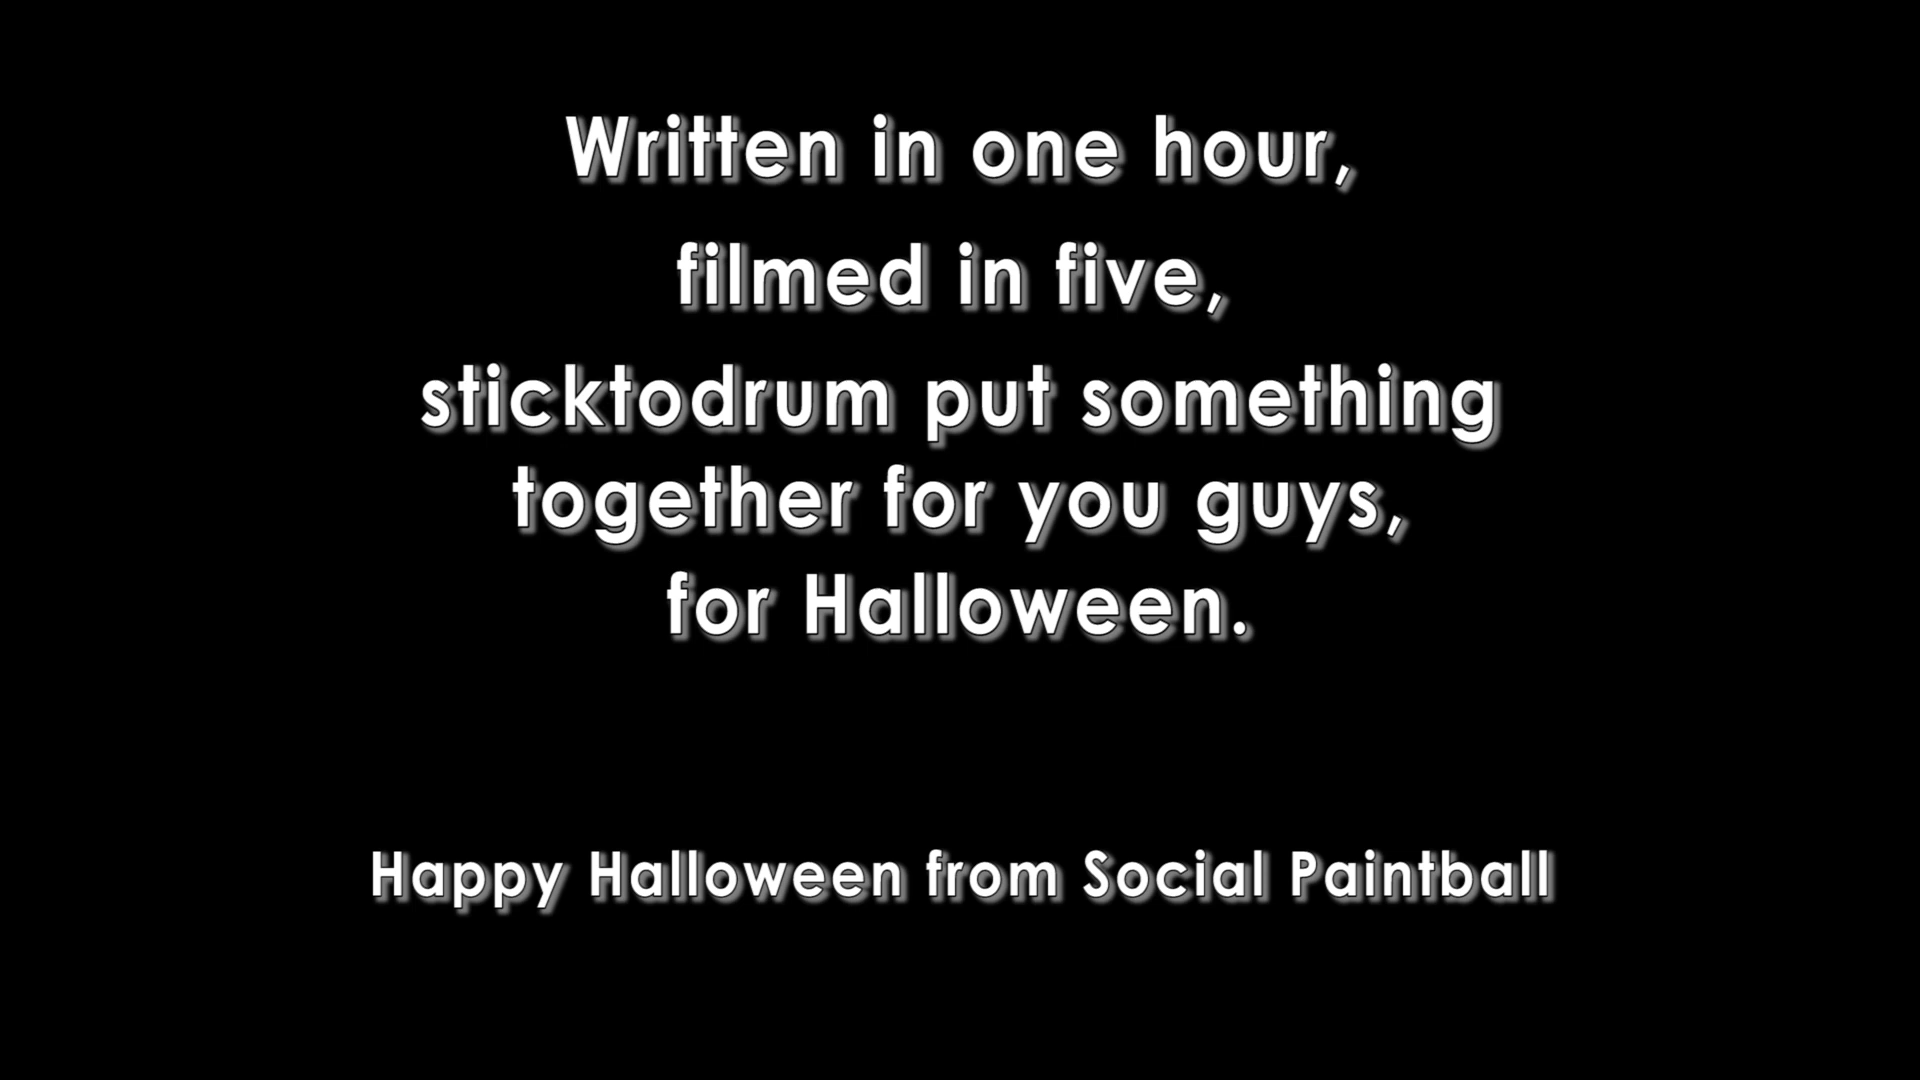 Written in one hour,
filmed in five,
sticktodrum put something
together for you guys,
for Halloween.
Happy Halloween from Social Paintball